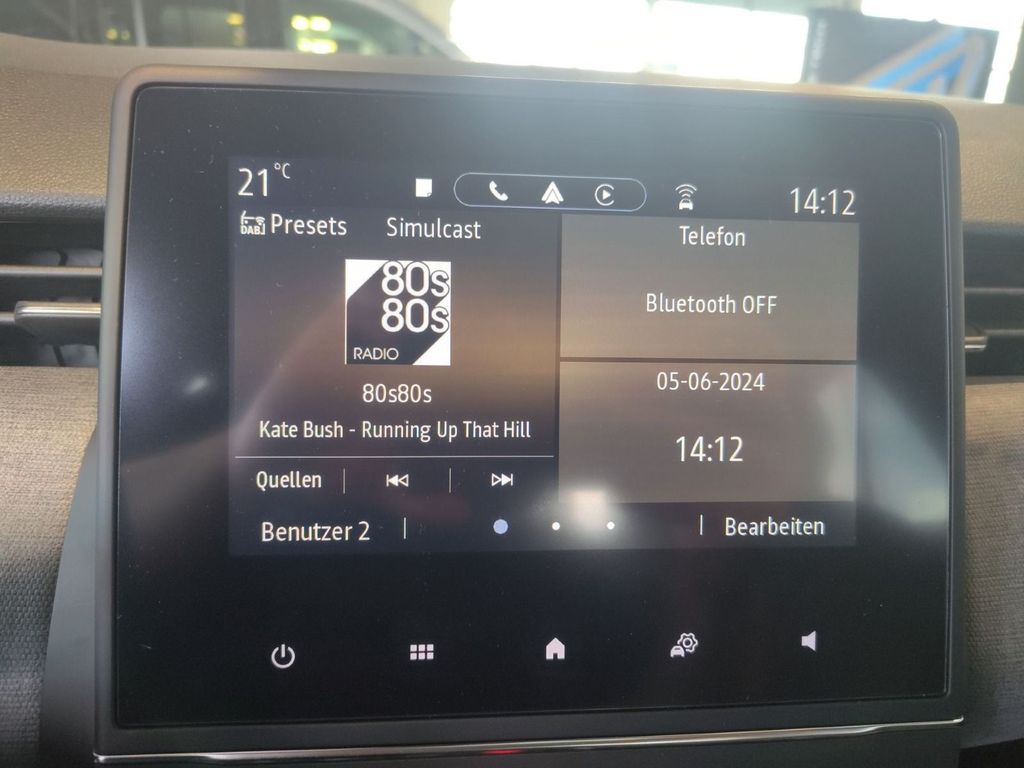 21°C
14:12
DAB
Presets
Simulcast
80s
80s
RADIO
80s80s
Kate Bush - Running Up That Hill
Quellen
Telefon
Bluetooth OFF
05-06-2024
14:12
Benutzer 2
Bearbeiten